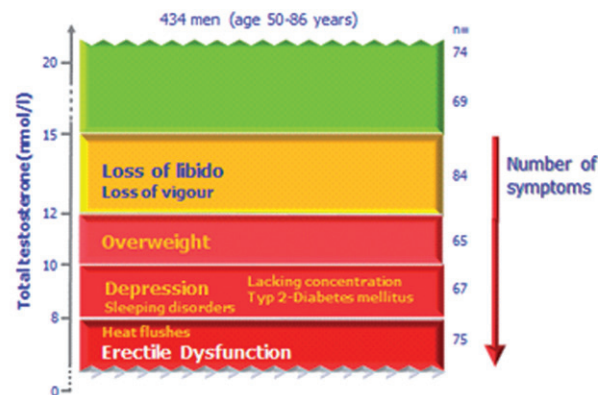 434 men (age 50-86 years)
n=
74
20
69
15
Loss of libido
Loss of vigour
84
Number of
symptoms
12
Overweight
65
10
Depression
Lacking concentration
Sleeping disorders
Typ 2-Diabetes mellitus
67
8
Heat flushes
Erectile Dysfunction
75
0
Total testosterone (nmol/l)